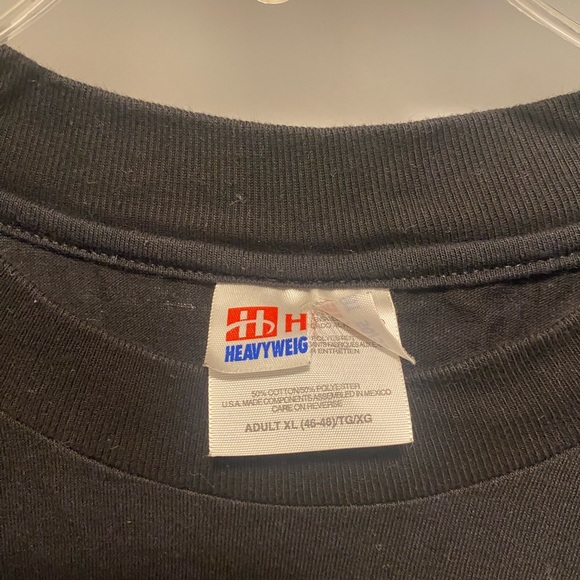 H
HEAVYWEIG
50% COTTON/50% POLYESTER
U.S.A. MADE COMPONENTS ASSEMBLED IN MEXICO
CARE ON REVERSE
ADULT XL (46-48)/TG/XG